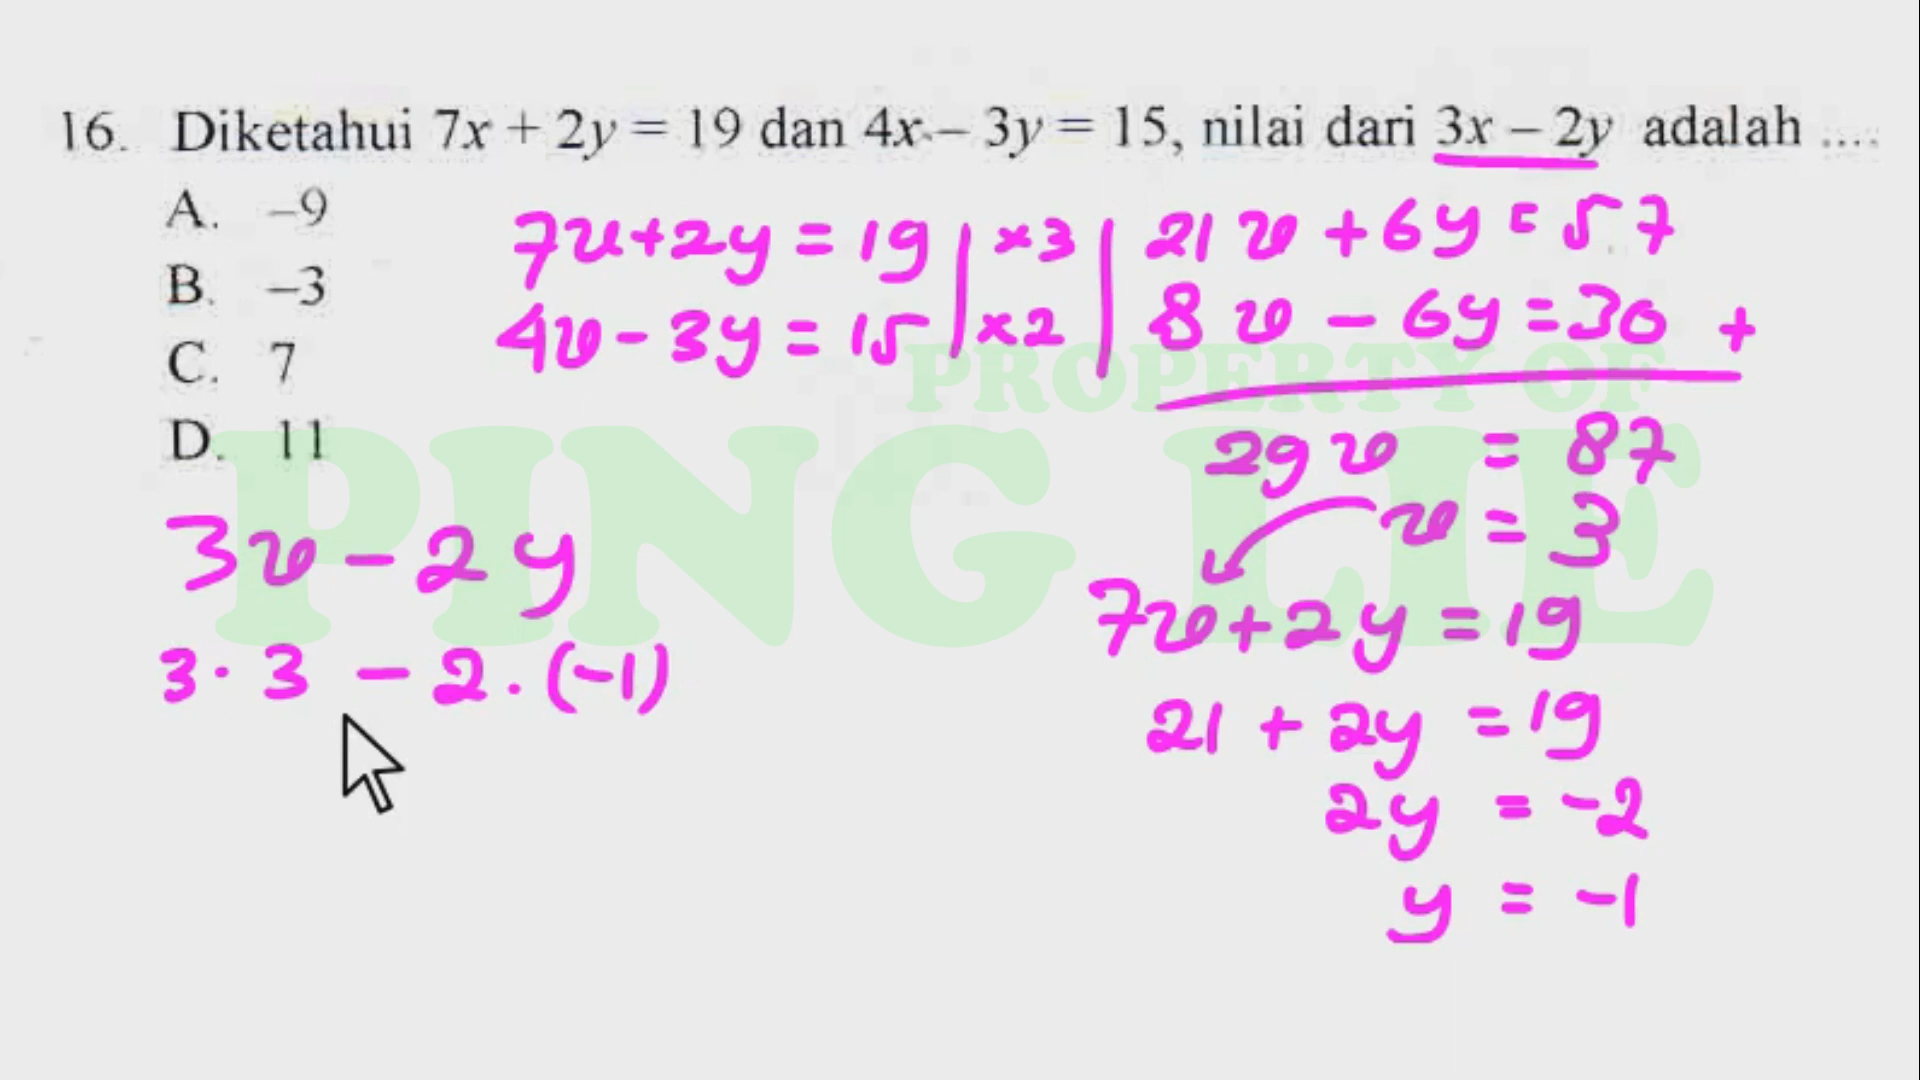 16. Diketahui 7x + 2y = 19 dan 4x – 3y = 15, nilai dari 3x – 2y adalah ....
A. –9
B. –3
C. 7
D. 11
7x+2y = 19 | ×3 | 21x + 6y = 57
4x - 3y = 15 | ×2 | 8x - 6y = 30 +
29x = 87
x = 3
7x+2y = 19
21 + 2y = 19
2y = -2
y = -1
3x - 2y
3·3 - 2·(-1)
PROPERTY OF
PING LIE